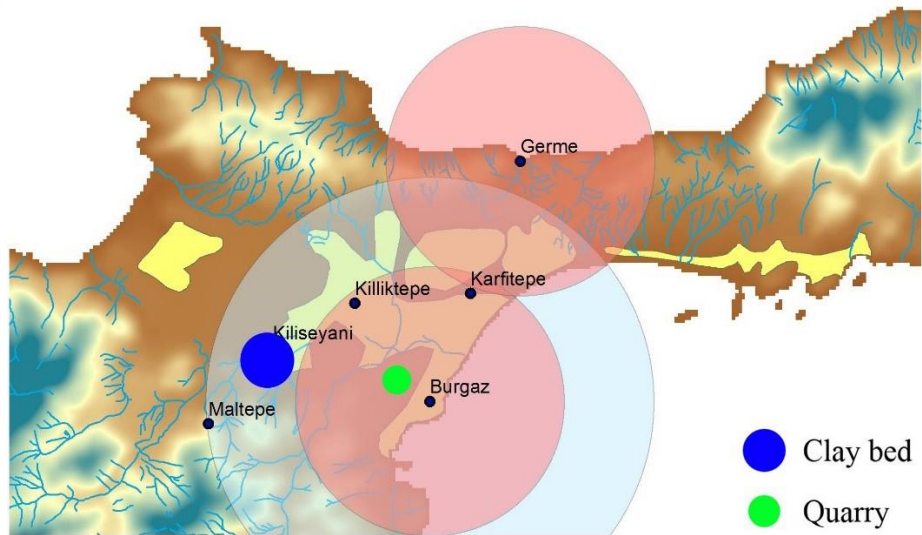 Germe
Karfitepe
Killiktepe
Kiliseyani
Burgaz
Maltepe
Clay bed
Quarry